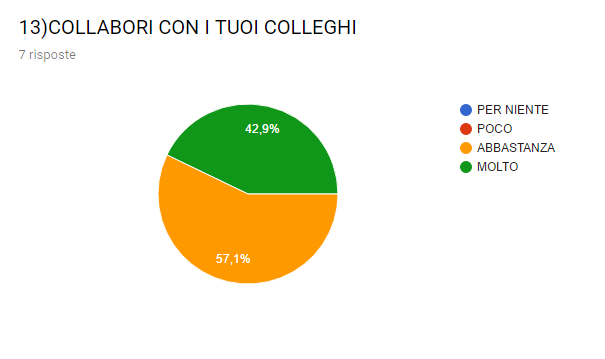 13)COLLABORI CON I TUOI COLLEGHI
7 risposte
42,9%
57,1%
PER NIENTE
POCO
ABBASTANZA
MOLTO